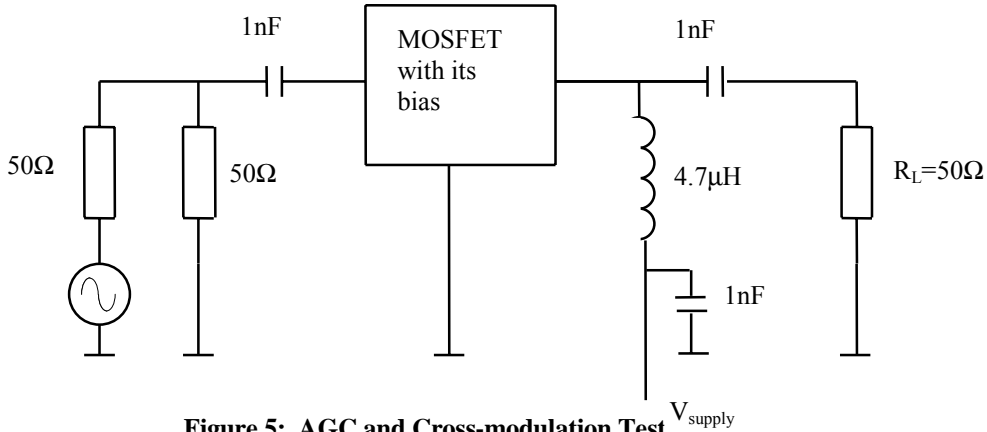 1nF
MOSFET
with its
bias
1nF
50Ω
50Ω
4.7μH
R_L=50Ω
1nF
V_supply
Figure 5: AGC and Cross-modulation Test